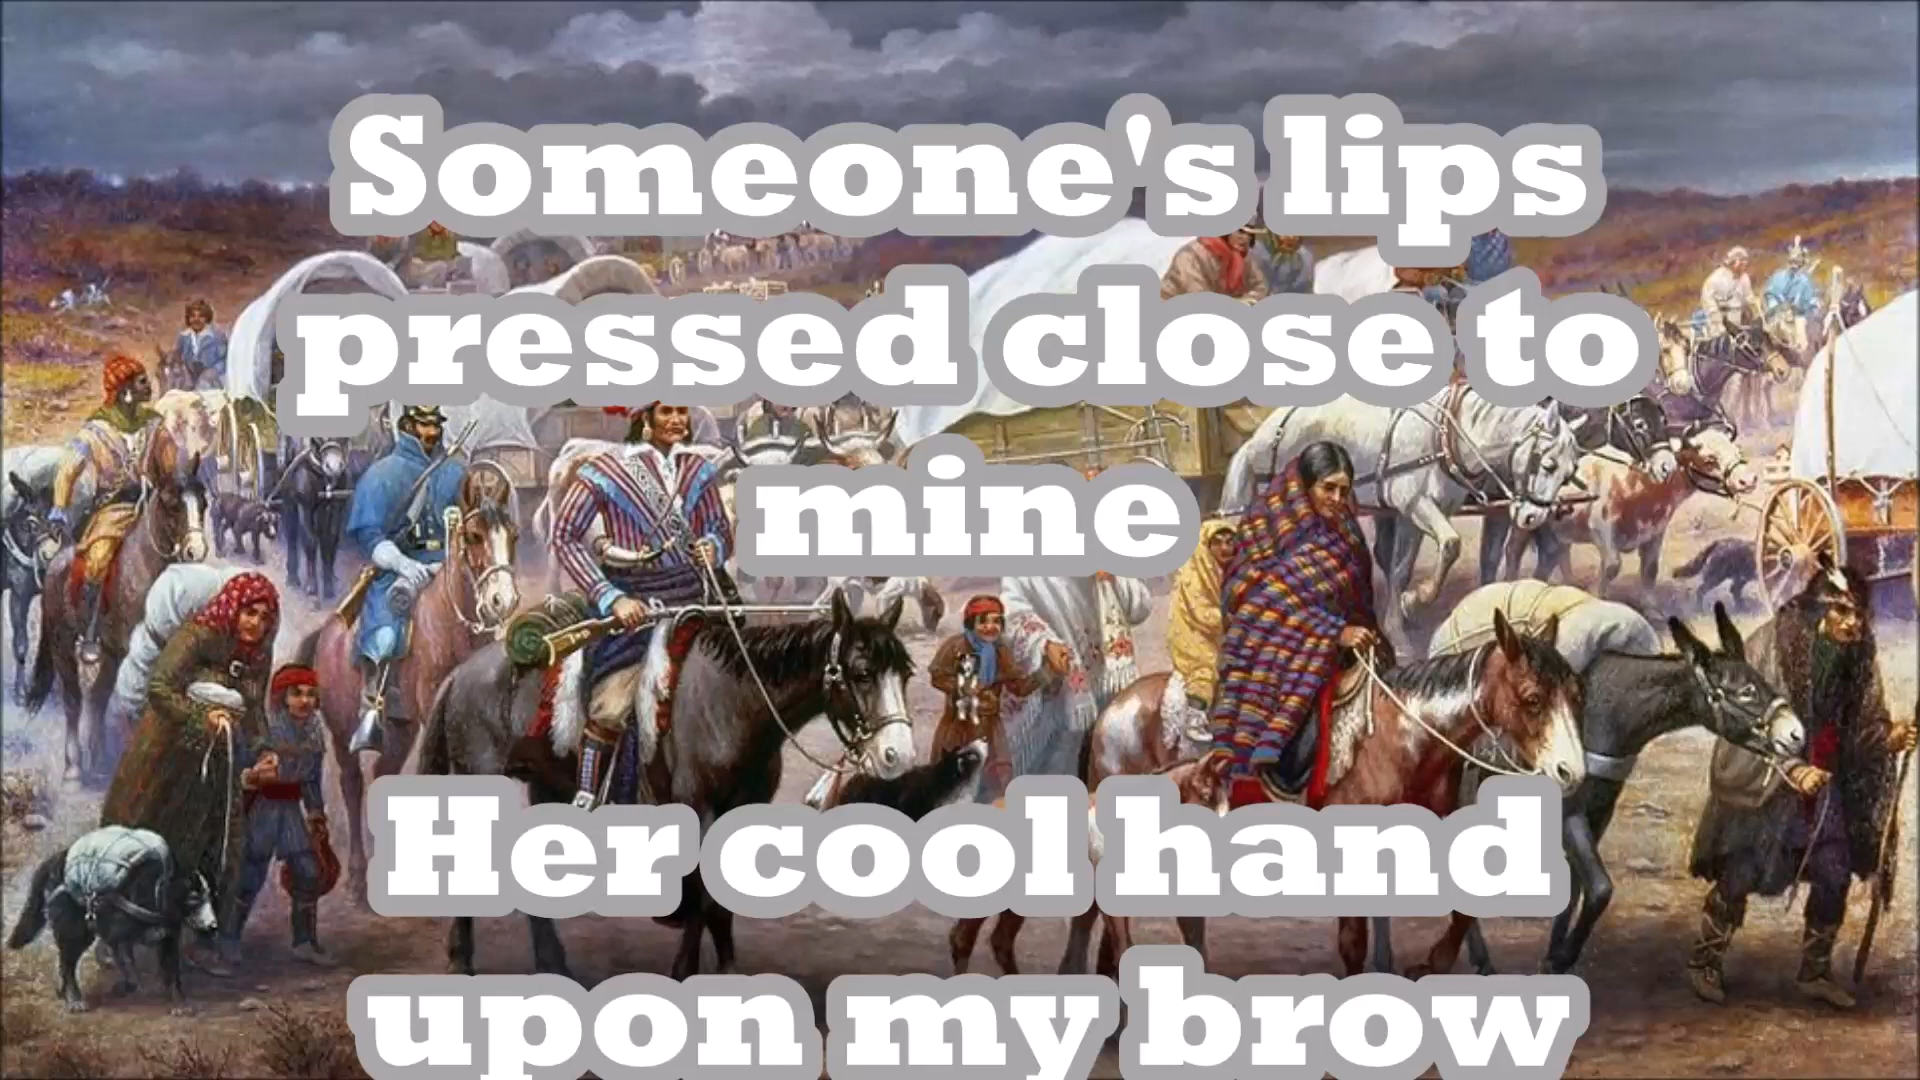 Someone's lips
pressed close to
mine
Her cool hand
upon my brow